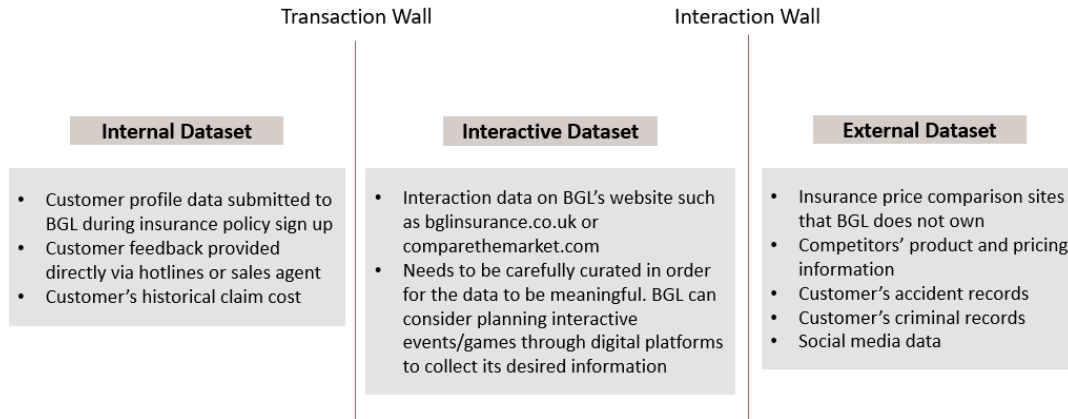 Transaction Wall
Interaction Wall
Internal Dataset
• Customer profile data submitted to
BGL during insurance policy sign up
• Customer feedback provided
directly via hotlines or sales agent
• Customer's historical claim cost
Interactive Dataset
• Interaction data on BGL's website such
as bglinsurance.co.uk or
comparethemarket.com
• Needs to be carefully curated in order
for the data to be meaningful. BGL can
consider planning interactive
events/games through digital platforms
to collect its desired information
External Dataset
• Insurance price comparison sites
that BGL does not own
• Competitors' product and pricing
information
• Customer's accident records
• Customer's criminal records
• Social media data